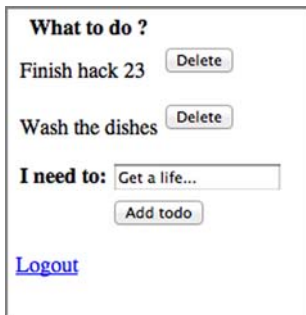 What to do ?
Finish hack 23 Delete
Wash the dishes Delete
I need to: Get a life...
Add todo
Logout